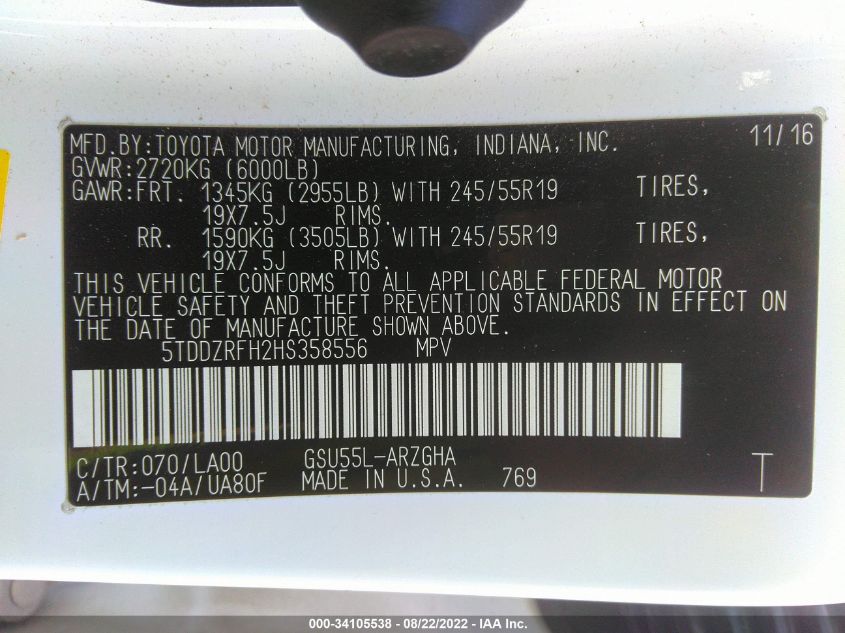 MFD.BY:TOYOTA MOTOR MANUFACTURING, INDIANA, INC. 11/16
GVWR:2720KG (6000LB)
GAWR:FRT. 1345KG (2955LB) WITH 245/55R19 TIRES,
19X7.5J RIMS.
RR. 1590KG (3505LB) WITH 245/55R19 TIRES,
19X7.5J RIMS.
THIS VEHICLE CONFORMS TO ALL APPLICABLE FEDERAL MOTOR
VEHICLE SAFETY AND THEFT PREVENTION STANDARDS IN EFFECT ON
THE DATE OF MANUFACTURE SHOWN ABOVE.
5TDDZRFH2HS358556 MPV
C/TR:070/LA00 GSU55L-ARZGHA
A/TM:-04A/UA80F MADE IN U.S.A. 769 T
000-34105538 - 08/22/2022 - IAA Inc.